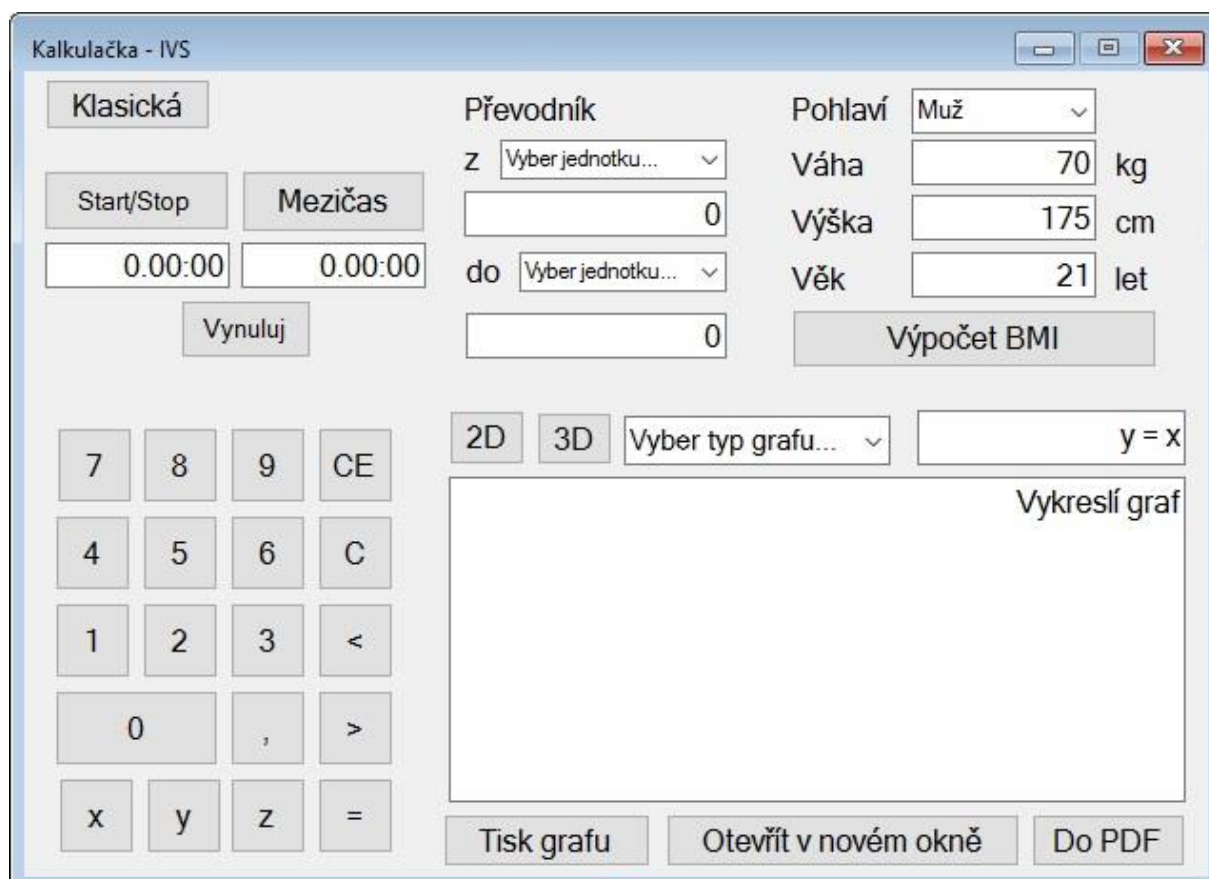 Kalkulačka - IVS
Klasická
Start/Stop Mezičas
0.00:00 0.00:00
Vynuluj
Převodník
z Vyber jednotku...
0
do Vyber jednotku...
0
Pohlaví Muž
Váha 70 kg
Výška 175 cm
Věk 21 let
Výpočet BMI
7 8 9 CE
4 5 6 C
1 2 3 <
0 , >
x y z =
2D 3D Vyber typ grafu... y = x
Vykreslí graf
Tisk grafu Otevřít v novém okně Do PDF